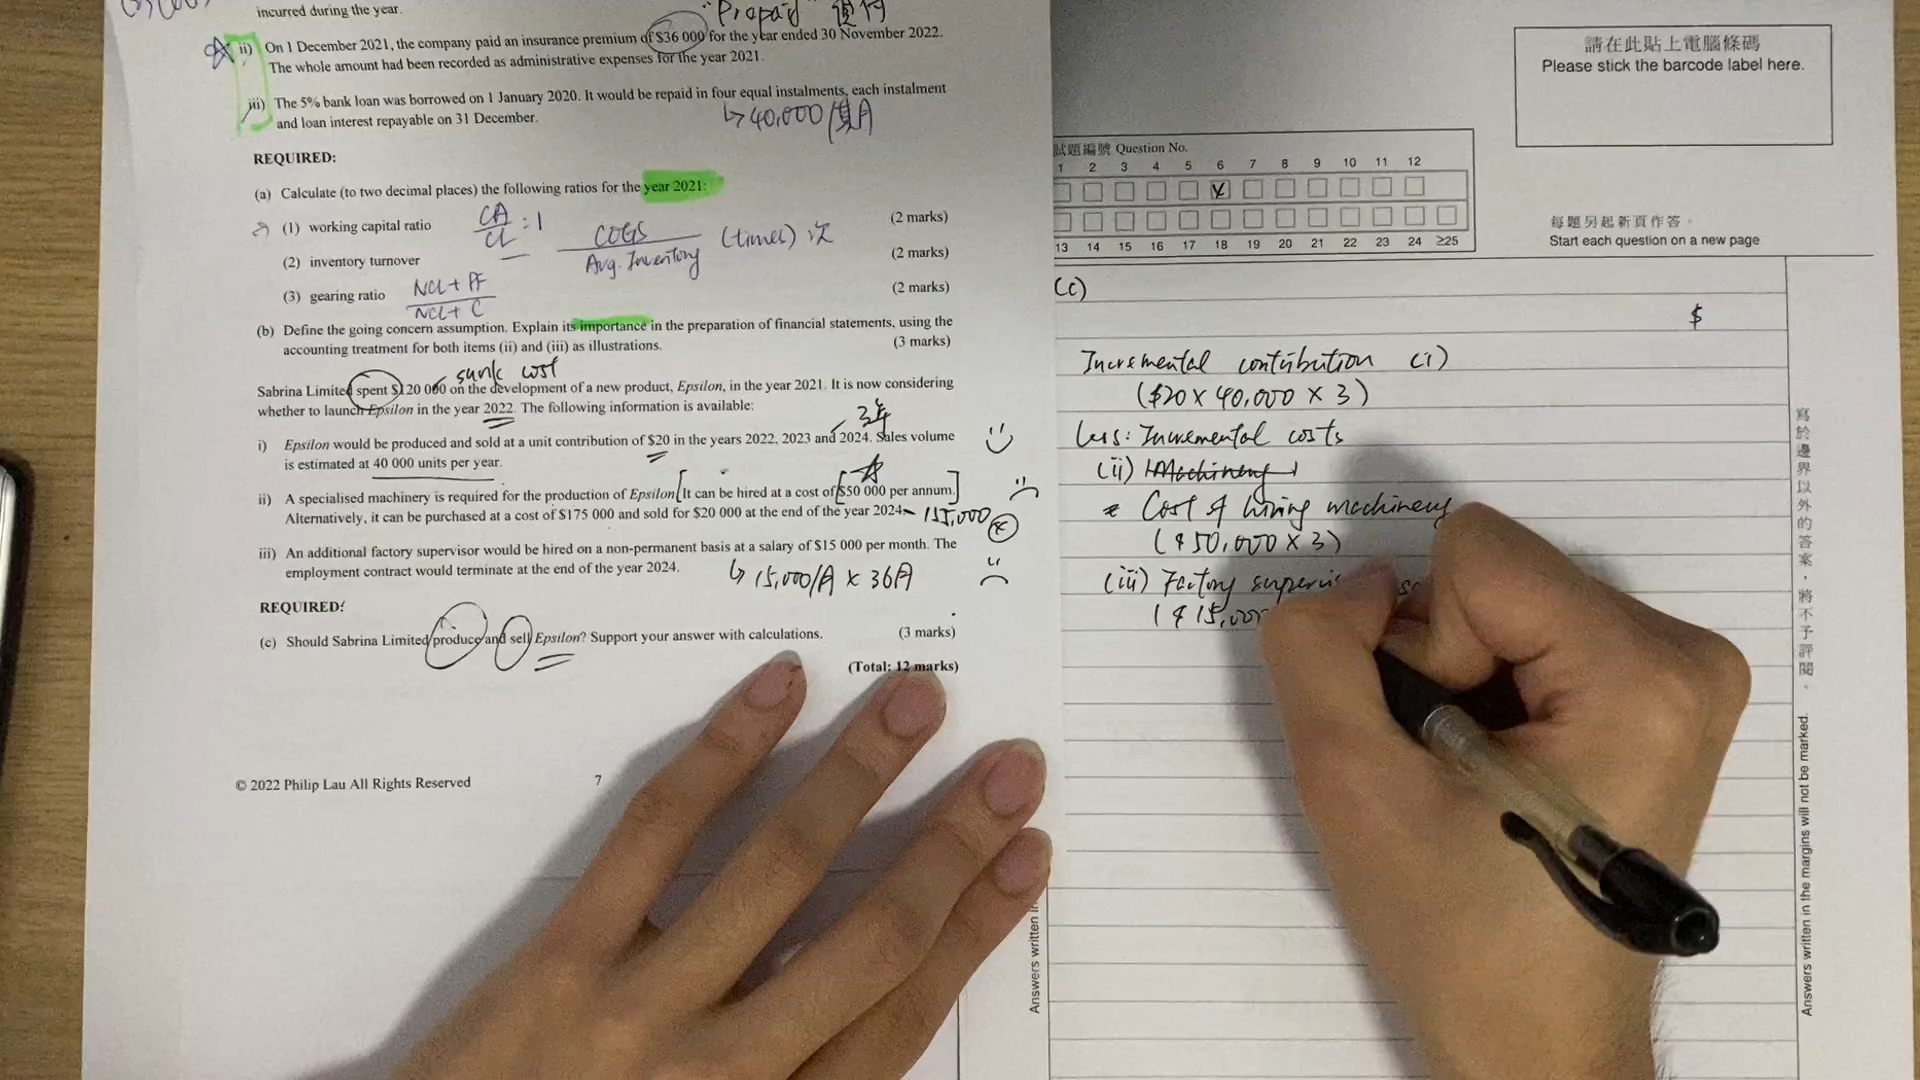 incurred during the year.
"Prepaid"
ii) On 1 December 2021, the company paid an insurance premium of $36 000 for the year ended 30 November 2022.
The whole amount had been recorded as administrative expenses for the year 2021.
iii) The 5% bank loan was borrowed on 1 January 2020. It would be repaid in four equal instalments, each instalment
and loan interest repayable on 31 December.
↳ 40,000/
REQUIRED:
(a) Calculate (to two decimal places) the following ratios for the year 2021:
(1) working capital ratio CA/CL : 1 (2 marks)
(2) inventory turnover COGS/Avg. Inventory (times) 次 (2 marks)
(3) gearing ratio NCL + PF/NCL + C (2 marks)
(b) Define the going concern assumption. Explain its importance in the preparation of financial statements, using the
accounting treatment for both items (ii) and (iii) as illustrations. (3 marks)
sunk cost
Sabrina Limited spent $120 000 on the development of a new product, Epsilon, in the year 2021. It is now considering
whether to launch Epsilon in the year 2022. The following information is available:
3年
i) Epsilon would be produced and sold at a unit contribution of $20 in the years 2022, 2023 and 2024. Sales volume
is estimated at 40 000 units per year.
ii) A specialised machinery is required for the production of Epsilon. It can be hired at a cost of $50 000 per annum.
Alternatively, it can be purchased at a cost of $175 000 and sold for $20 000 at the end of the year 2024. 155,000
iii) An additional factory supervisor would be hired on a non-permanent basis at a salary of $15 000 per month. The
employment contract would terminate at the end of the year 2024.
↳ 15,000/月 x 36月
REQUIRED:
(c) Should Sabrina Limited produce and sell Epsilon? Support your answer with calculations. (3 marks)
(Total: 12 marks)
© 2022 Philip Lau All Rights Reserved 7
請在此貼上電腦條碼
Please stick the barcode label here.
試題編號 Question No.
1 2 3 4 5 6 7 8 9 10 11 12
13 14 15 16 17 18 19 20 21 22 23 24 ≥25
每題另起新頁作答。
Start each question on a new page
(c)
$
Incremental contribution (i)
($20 x 40,000 x 3)
Less: Incremental costs
(ii) Machinery
Cost of hiring machinery
($50,000 x 3)
(iii) Factory
($15,000
寫於邊界以外的答案，將不予評閱。
Answers written in the margins will not be marked.
Answers written